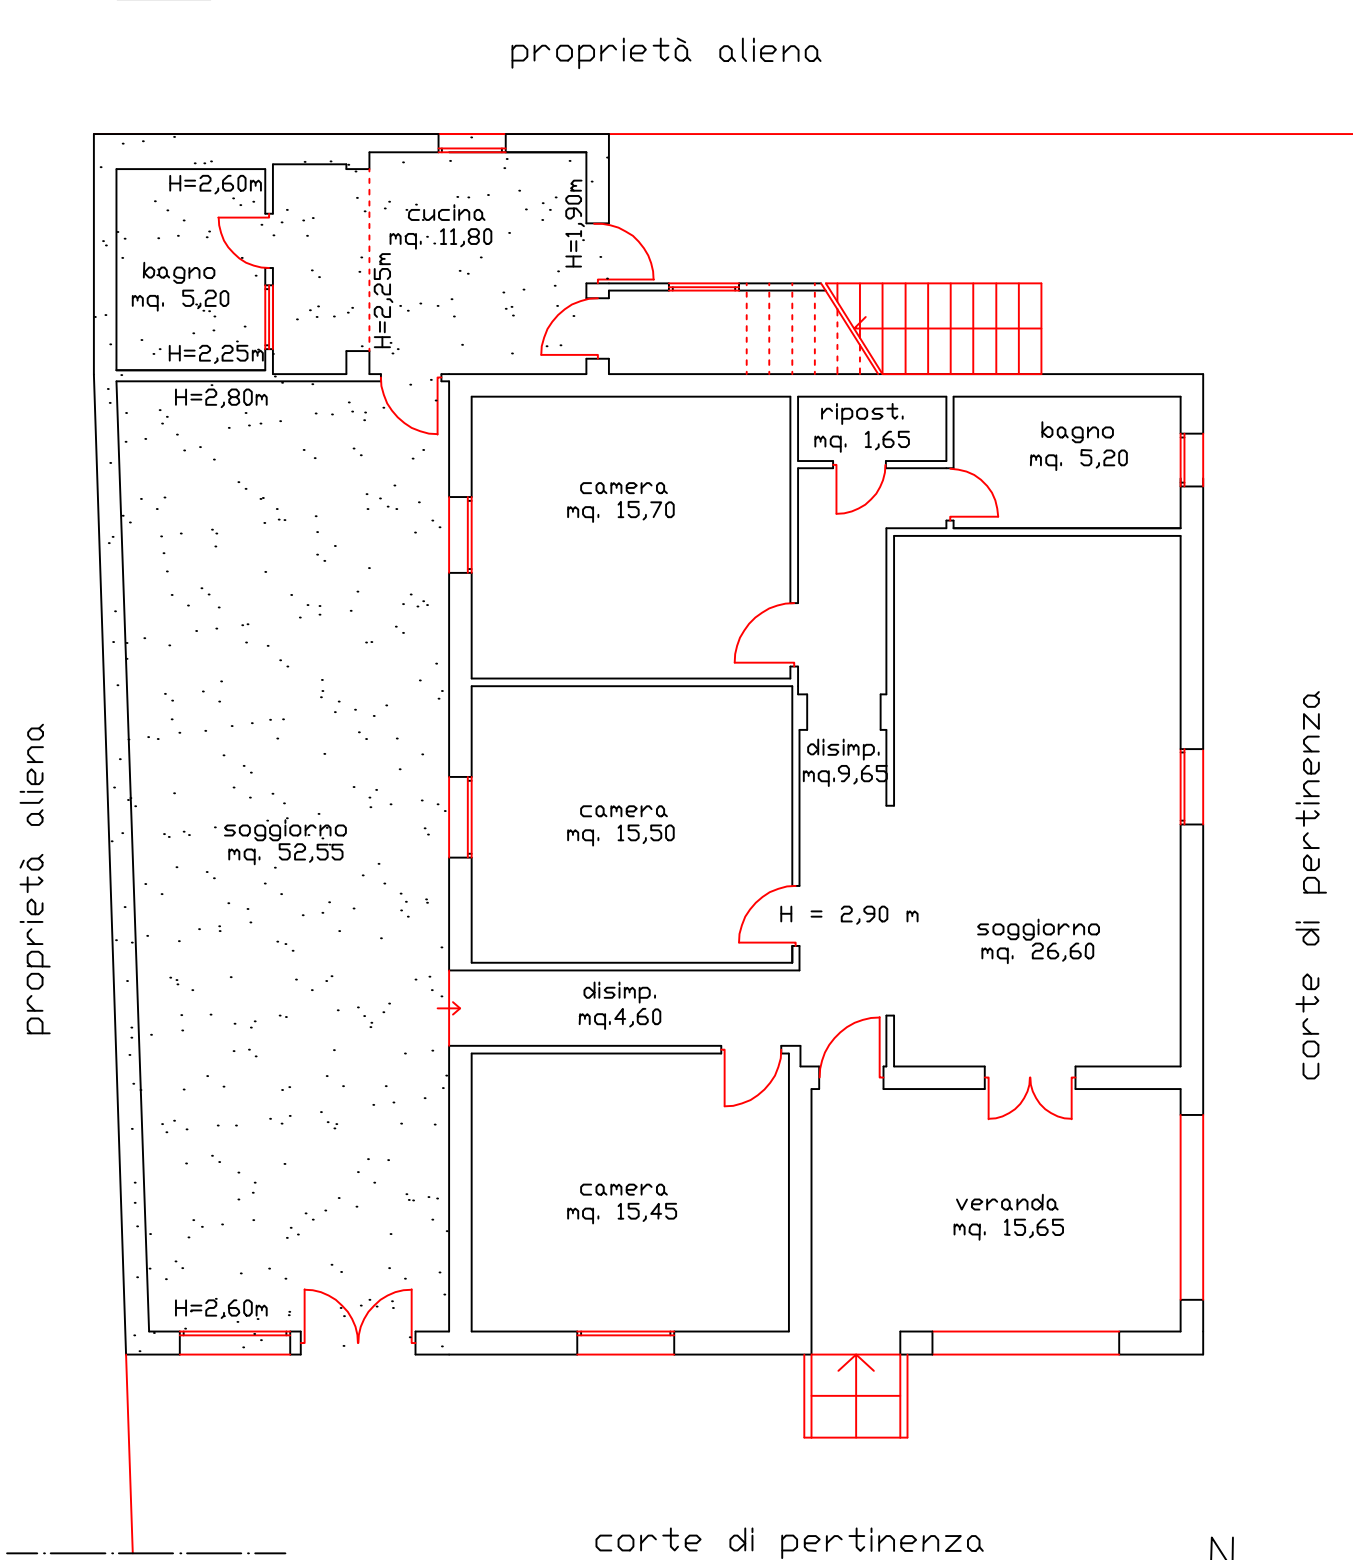 proprietà aliena
H=2,60m
cucina
mq. 11,80
H=1,90m
bagno
mq. 5,20
H=2,25m
H=2,25m
H=2,80m
ripost.
mq. 1,65
bagno
mq. 5,20
camera
mq. 15,70
disimp.
mq.9,65
proprietà aliena
corte di pertinenza
soggiorno
mq. 52,55
camera
mq. 15,50
H = 2,90 m
soggiorno
mq. 26,60
disimp.
mq.4,60
camera
mq. 15,45
veranda
mq. 15,65
H=2,60m
corte di pertinenza
N